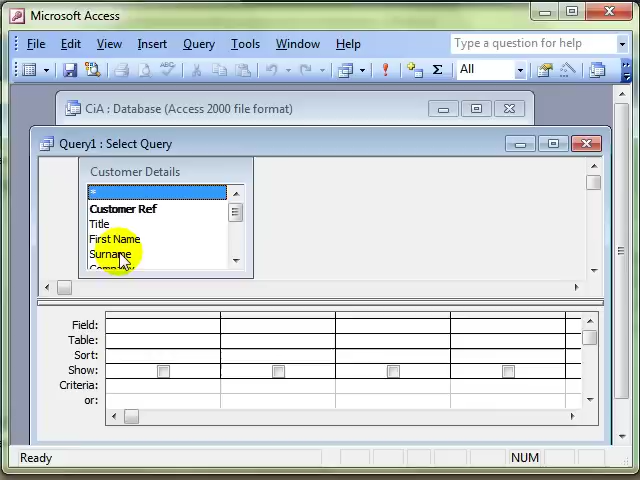 Microsoft Access
File Edit View Insert Query Tools Window Help Type a question for help
All
CiA : Database (Access 2000 file format)
Query1 : Select Query
Customer Details
*
Customer Ref
Title
First Name
Surname
Company
Field:
Table:
Sort:
Show:
Criteria:
or:
Ready NUM